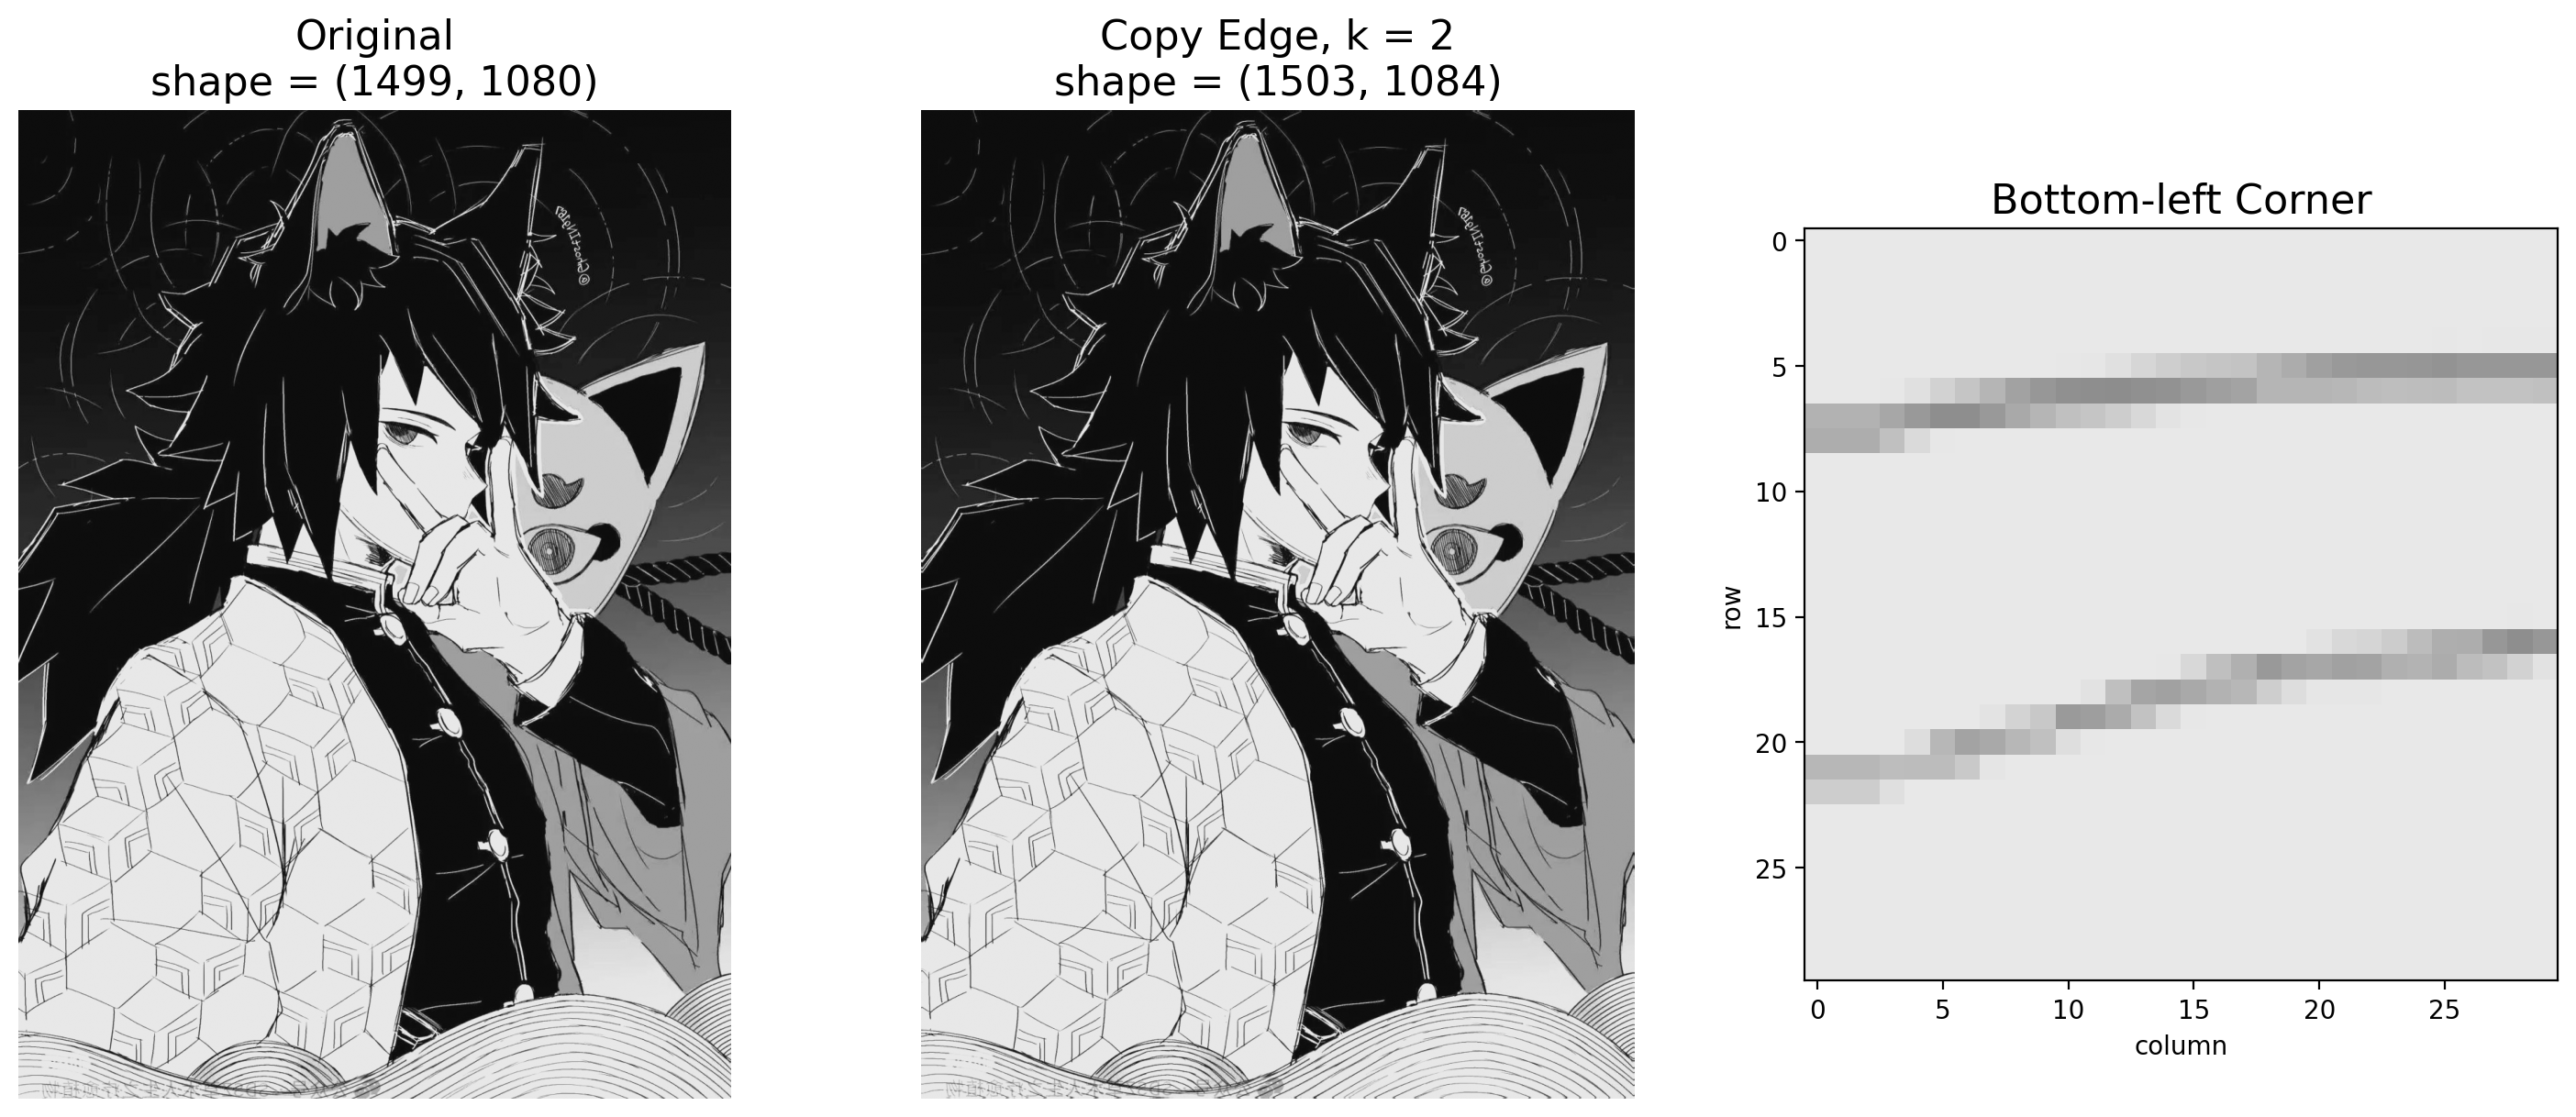 Original
shape = (1499, 1080)
Copy Edge, k = 2
shape = (1503, 1084)
Bottom-left Corner
0
5
10
15
20
25
row
0 5 10 15 20 25
column